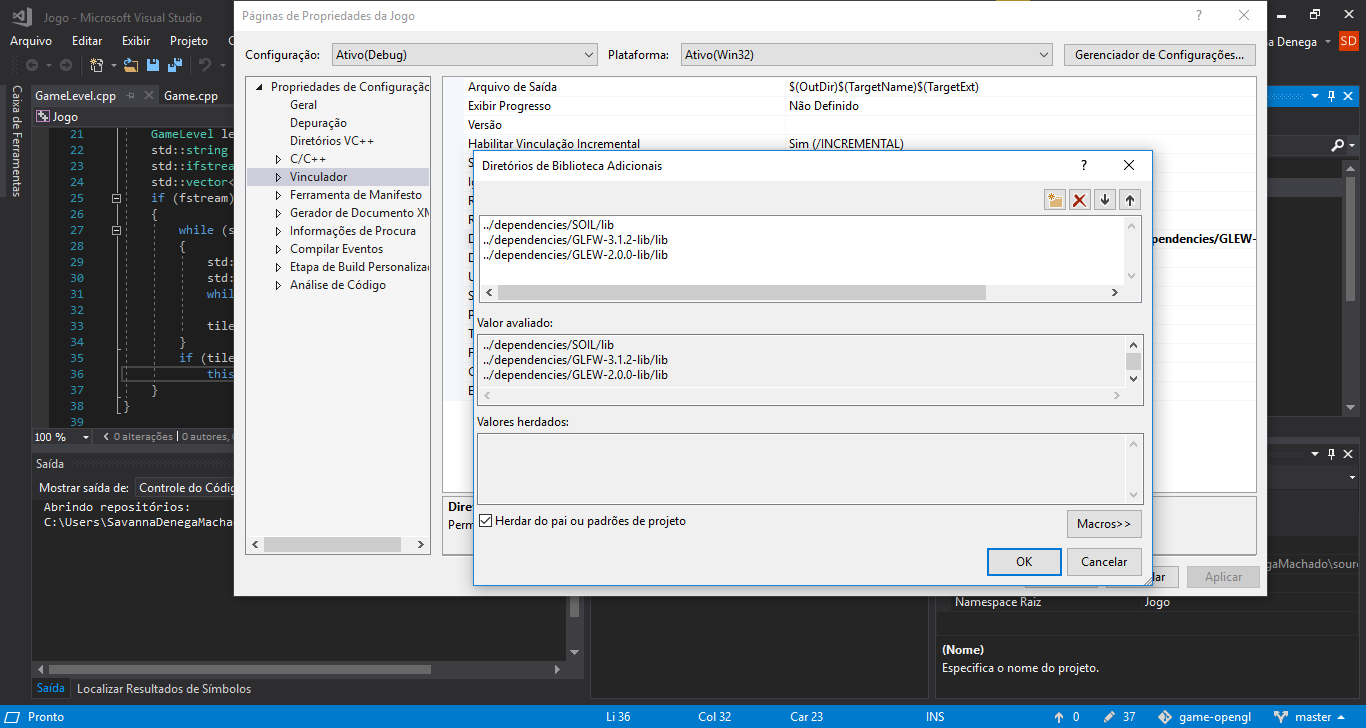 Jogo - Microsoft Visual Studio
Arquivo Editar Exibir Projeto
a Denega SD
Caixa de Ferramentas
GameLevel.cpp Game.cpp
Jogo
21 GameLevel le
22 std::string
23 std::ifstrea
24 std::vector<
25 if (fstream)
26 {
27 while (s
28 {
29 std:
30 std:
31 whil
32
33 tile
34 }
35 if (tile
36 this
37 }
38 }
39
100 % 0 alterações | 0 autores,
Saída
Mostrar saída de: Controle do Códig
Abrindo repositórios:
C:\Users\SavannaDenegaMacha
Saída Localizar Resultados de Símbolos
Páginas de Propriedades da Jogo ?
Configuração: Ativo(Debug) Plataforma: Ativo(Win32) Gerenciador de Configurações...
Propriedades de Configuração
Geral
Depuração
Diretórios VC++
C/C++
Vinculador
Ferramenta de Manifesto
Gerador de Documento XM
Informações de Procura
Compilar Eventos
Etapa de Build Personaliza
Análise de Código
Arquivo de Saída $(OutDir)$(TargetName)$(TargetExt)
Exibir Progresso Não Definido
Versão
Habilitar Vinculação Incremental Sim (/INCREMENTAL)
pendencies/GLEW-
Diret
Perm
Diretórios de Biblioteca Adicionais ?
../dependencies/SOIL/lib
../dependencies/GLFW-3.1.2-lib/lib
../dependencies/GLEW-2.0.0-lib/lib
Valor avaliado:
../dependencies/SOIL/lib
../dependencies/GLFW-3.1.2-lib/lib
../dependencies/GLEW-2.0.0-lib/lib
Valores herdados:
Herdar do pai ou padrões de projeto
Macros>>
OK Cancelar
lar Aplicar
gaMachado\sour
Namespace Raiz Jogo
(Nome)
Especifica o nome do projeto.
Pronto Li 36 Col 32 Car 23 INS 0 37 game-opengl master